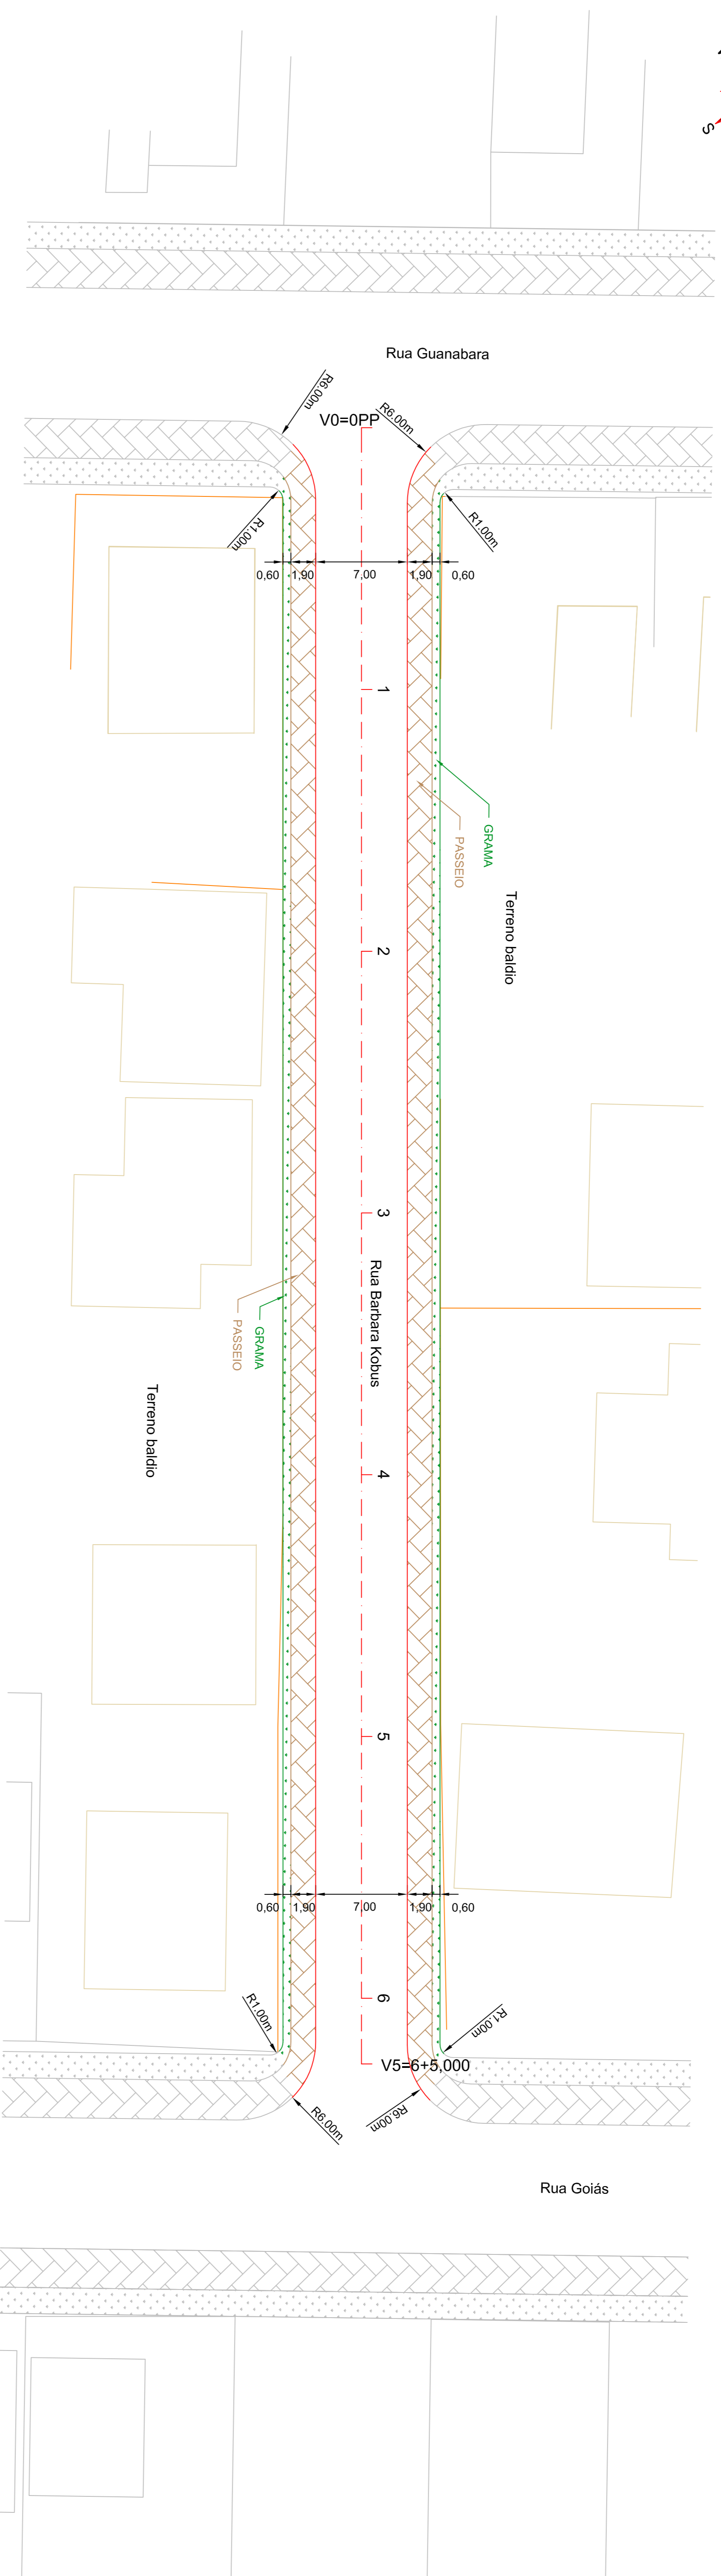 S
Rua Guanabara
R6.00m
V0=0PP
R6.00m
R1.00m
R1.00m
0,60 1,90 7,00 1,90 0,60
1
GRAMA
PASSEIO
Terreno baldio
2
3
Rua Barbara Kobus
GRAMA
PASSEIO
Terreno baldio
4
5
0,60 1,90 7,00 1,90 0,60
6
R1.00m
R1.00m
V5=6+5,000
R6.00m
R6.00m
Rua Goiás